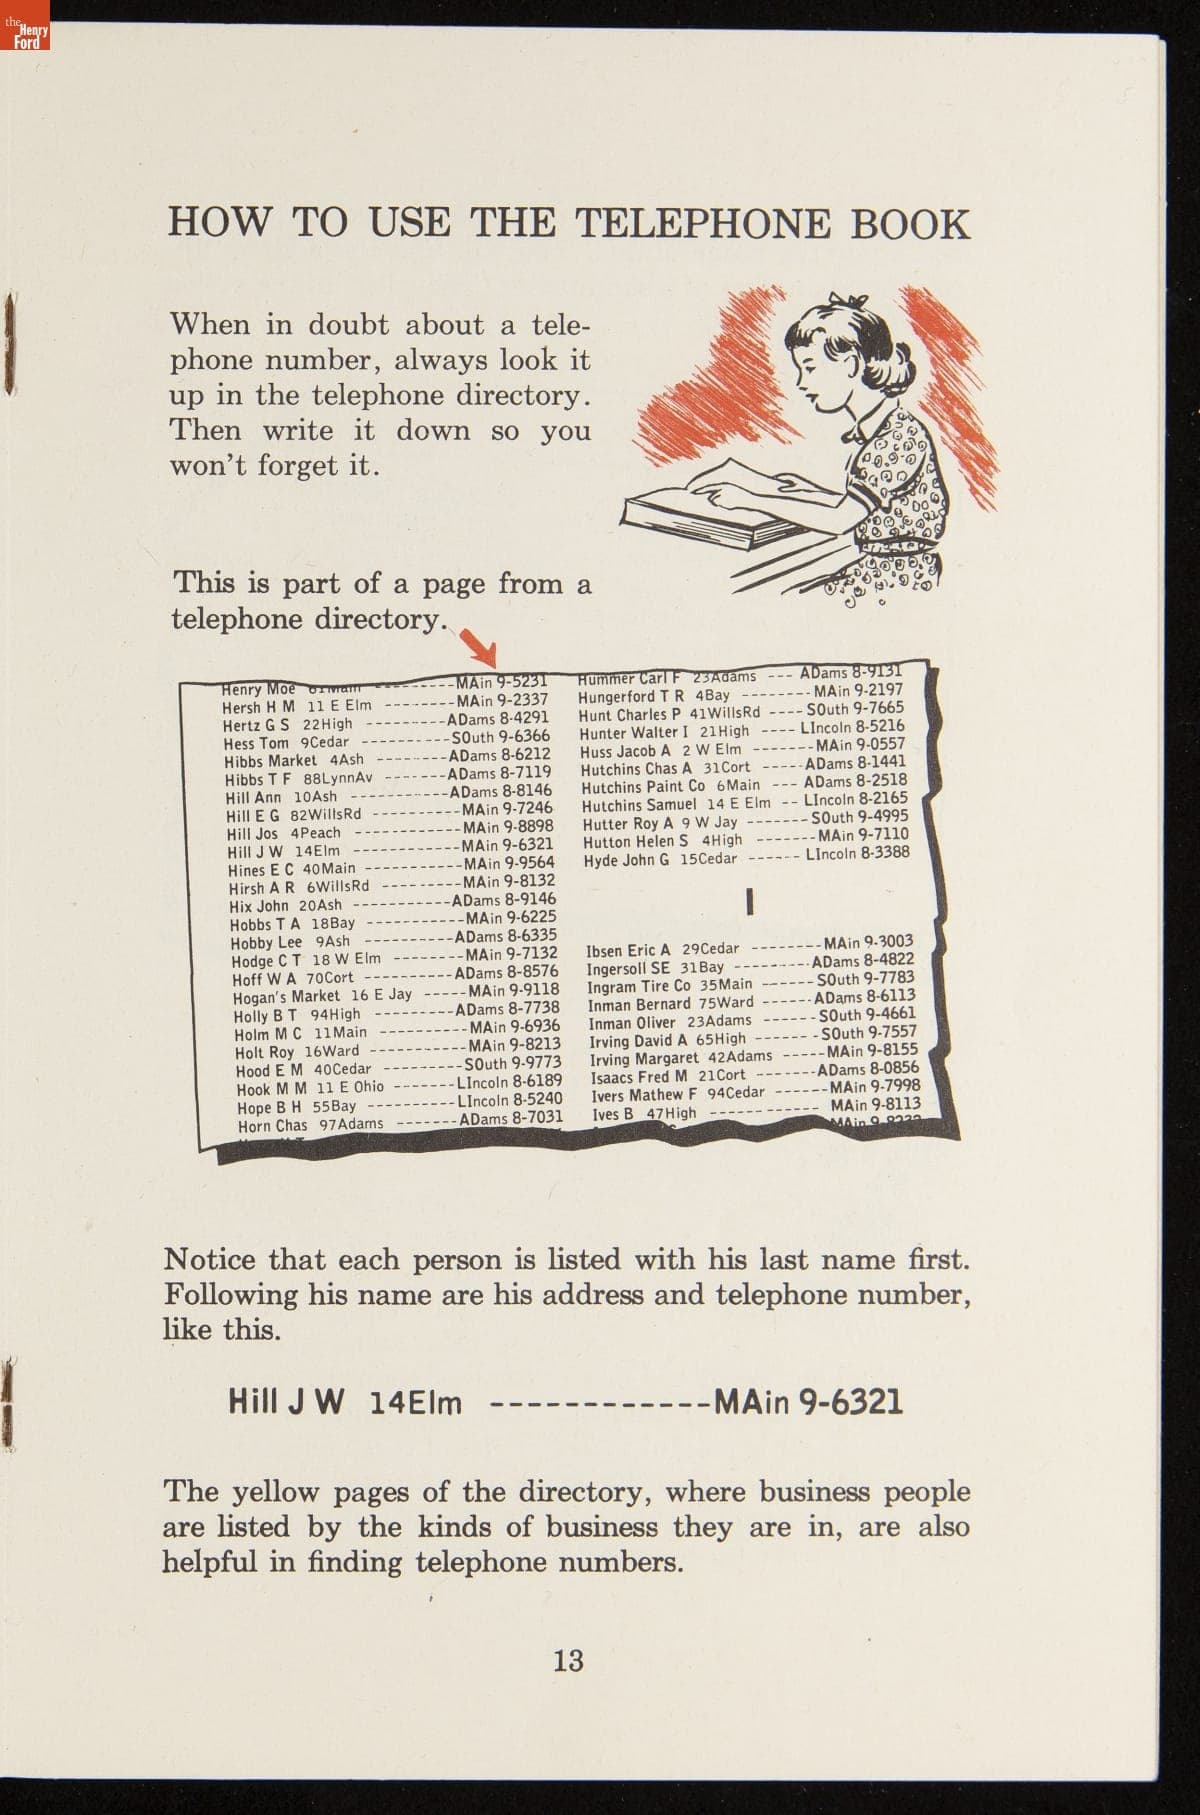 the
Henry
Ford
HOW TO USE THE TELEPHONE BOOK
When in doubt about a tele-
phone number, always look it
up in the telephone directory.
Then write it down so you
won't forget it.
This is part of a page from a
telephone directory.
Henry Moe 61Main ---------- MAin 9-5231
Hersh H M 11 E Elm -------- MAin 9-2337
Hertz G S 22High ---------- ADams 8-4291
Hess Tom 9Cedar ----------- SOuth 9-6366
Hibbs Market 4Ash --------- ADams 8-6212
Hibbs T F 88LynnAv -------- ADams 8-7119
Hill Ann 10Ash ------------ ADams 8-8146
Hill E G 82WillsRd ----------- MAin 9-7246
Hill Jos 4Peach ------------- MAin 9-8898
Hill J W 14Elm ------------- MAin 9-6321
Hines E C 40Main ------------ MAin 9-9564
Hirsh A R 6WillsRd ---------- MAin 9-8132
Hix John 20Ash ------------ ADams 8-9146
Hobbs T A 18Bay ------------ MAin 9-6225
Hobby Lee 9Ash ----------- ADams 8-6335
Hodge C T 18 W Elm --------- MAin 9-7132
Hoff W A 70Cort ----------- ADams 8-8576
Hogan's Market 16 E Jay ----- MAin 9-9118
Holly B T 94High ---------- ADams 8-7738
Holm M C 11Main ----------- MAin 9-6936
Holt Roy 16Ward ------------ MAin 9-8213
Hood E M 40Cedar ---------- SOuth 9-9773
Hook M M 11 E Ohio -------- LIncoln 8-6189
Hope B H 55Bay ----------- LIncoln 8-5240
Horn Chas 97Adams -------- ADams 8-7031
Hummer Carl F 23Adams --- ADams 8-9131
Hungerford T R 4Bay -------- MAin 9-2197
Hunt Charles P 41WillsRd ---- SOuth 9-7665
Hunter Walter I 21High ---- LIncoln 8-5216
Huss Jacob A 2 W Elm ------- MAin 9-0557
Hutchins Chas A 31Cort ----- ADams 8-1441
Hutchins Paint Co 6Main --- ADams 8-2518
Hutchins Samuel 14 E Elm -- LIncoln 8-2165
Hutter Roy A 9 W Jay ------- SOuth 9-4995
Hutton Helen S 4High ------- MAin 9-7110
Hyde John G 15Cedar ------ LIncoln 8-3388
I
Ibsen Eric A 29Cedar -------- MAin 9-3003
Ingersoll SE 31Bay --------- ADams 8-4822
Ingram Tire Co 35Main ------ SOuth 9-7783
Inman Bernard 75Ward ------ ADams 8-6113
Inman Oliver 23Adams ------ SOuth 9-4661
Irving David A 65High ------- SOuth 9-7557
Irving Margaret 42Adams ----- MAin 9-8155
Isaacs Fred M 21Cort ------- ADams 8-0856
Ivers Mathew F 94Cedar ------ MAin 9-7998
Ives B 47High ------------ MAin 9-8113
MAin
Notice that each person is listed with his last name first.
Following his name are his address and telephone number,
like this.
Hill J W 14Elm ------------- MAin 9-6321
The yellow pages of the directory, where business people
are listed by the kinds of business they are in, are also
helpful in finding telephone numbers.
13